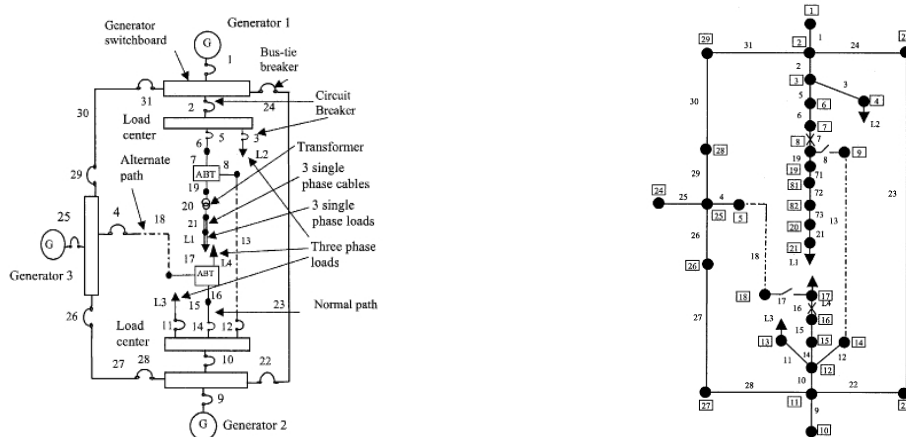 Generator 1
Generator
switchboard
G
Bus-tie
breaker
1
31
2
24
Circuit
Breaker
30
Load
center
5
3
6
L2
Transformer
7
8
Alternate
path
ABT
3 single
phase cables
29
19
20
3 single
phase loads
25
4
18
21
L1
13
Three phase
loads
G
17
L4
ABT
Generator 3
16
L3
15
23
Normal path
26
Load
center
11
14
12
27
28
10
22
9
G
Generator 2
1
1
29
31
2
24
2
2
3
3
5
6
4
30
6
7
L2
8
7
9
8
28
19
19
29
71
81
23
24
72
25
4
82
13
25
5
73
20
26
21
21
26
18
L1
18
17
17
L4
16
L3
16
27
15
13
15
14
11
14
12
12
10
28
22
27
11
2
9
10